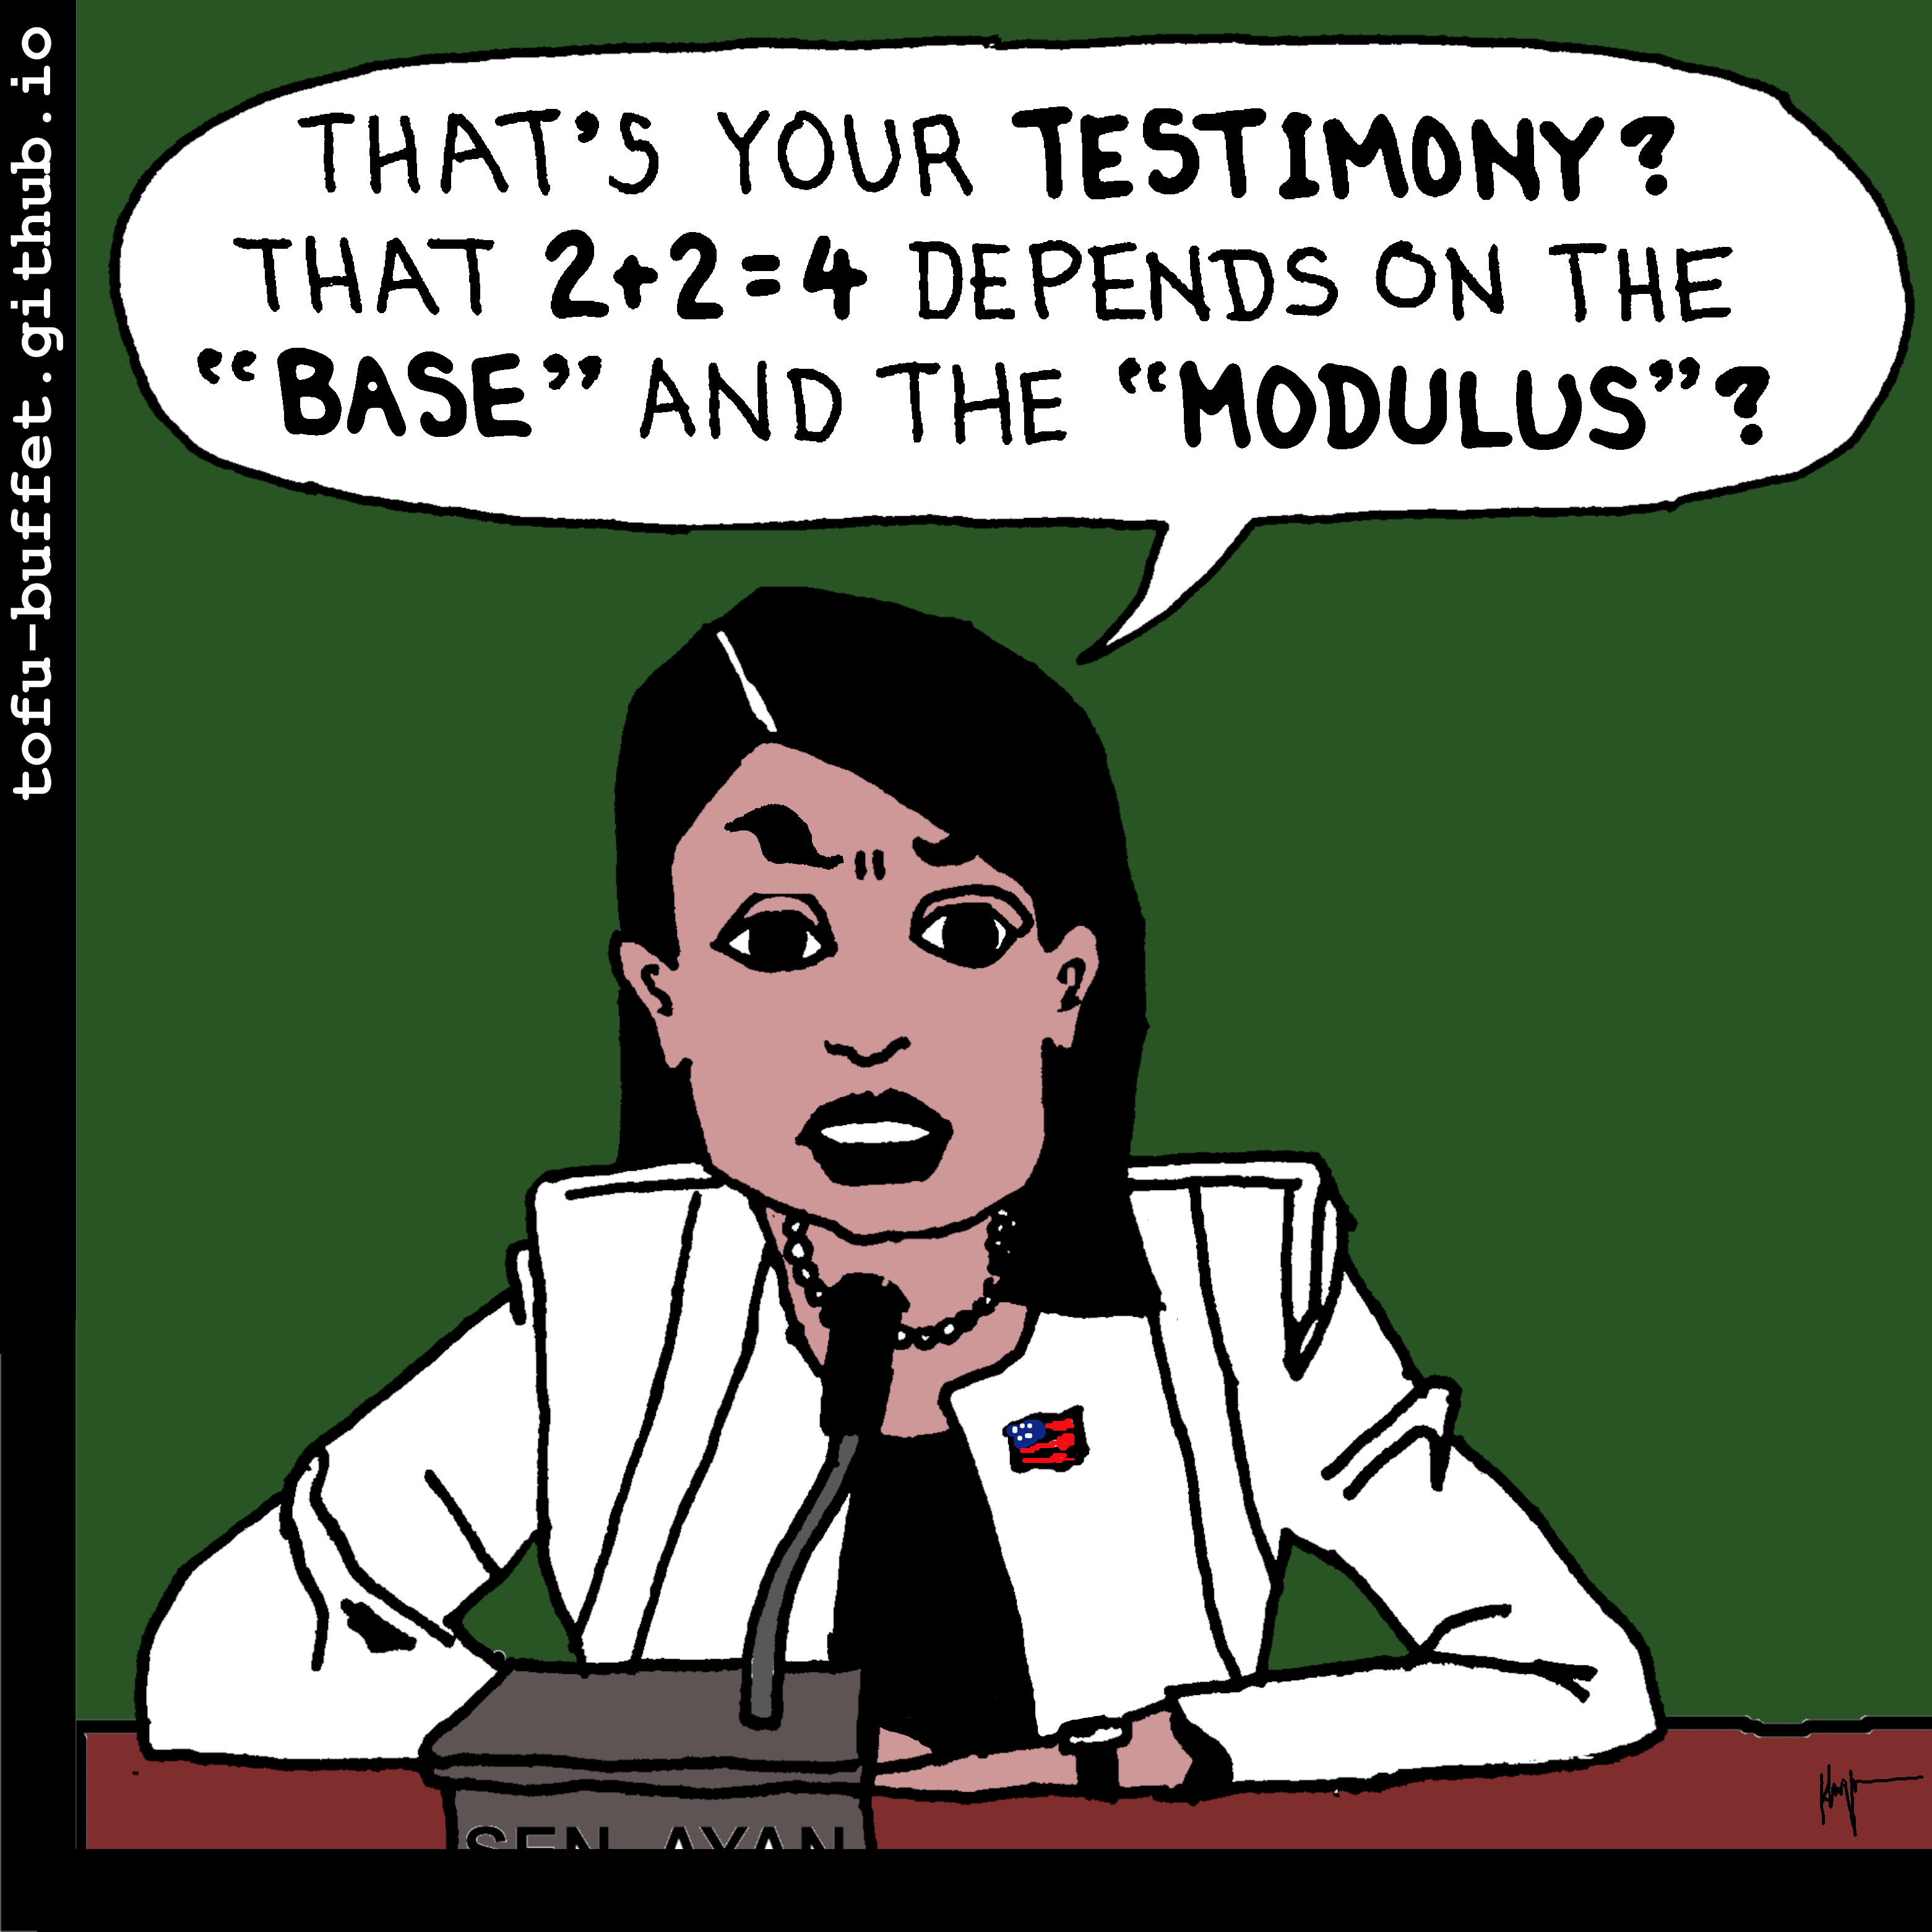 tofu-buffet.github.io
THAT'S YOUR TESTIMONY?
THAT 2+2=4 DEPENDS ON THE
“BASE” AND THE “MODULUS”?
SEN AYAN